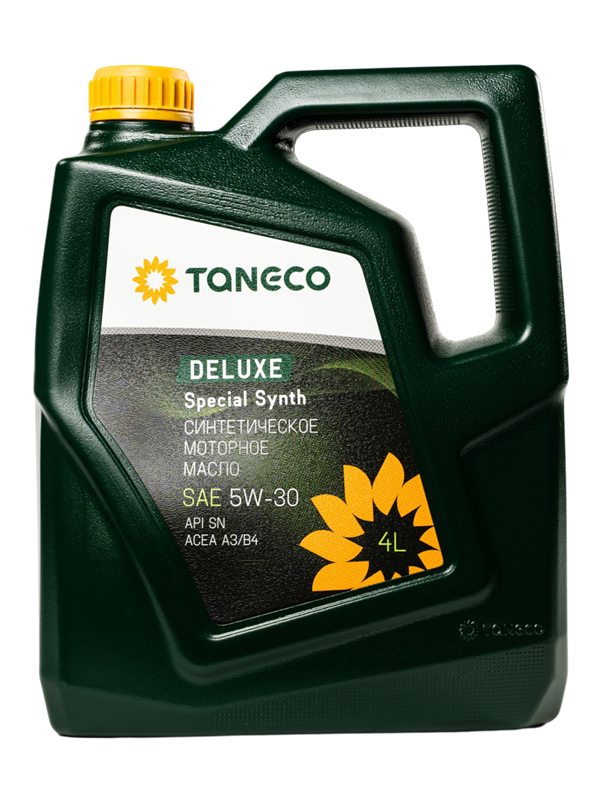 TANECO
DELUXE
Special Synth
СИНТЕТИЧЕСКОЕ
МОТОРНОЕ
МАСЛО
SAE 5W-30
API SN
ACEA A3/B4
4L
TANECO